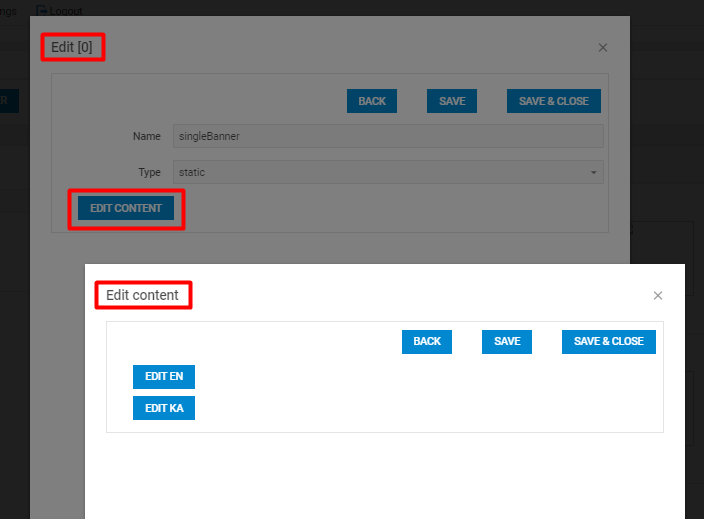 ngs Logout
Edit [0]
R
BACK SAVE SAVE & CLOSE
Name singleBanner
Type static
EDIT CONTENT
Edit content
BACK SAVE SAVE & CLOSE
EDIT EN
EDIT KA